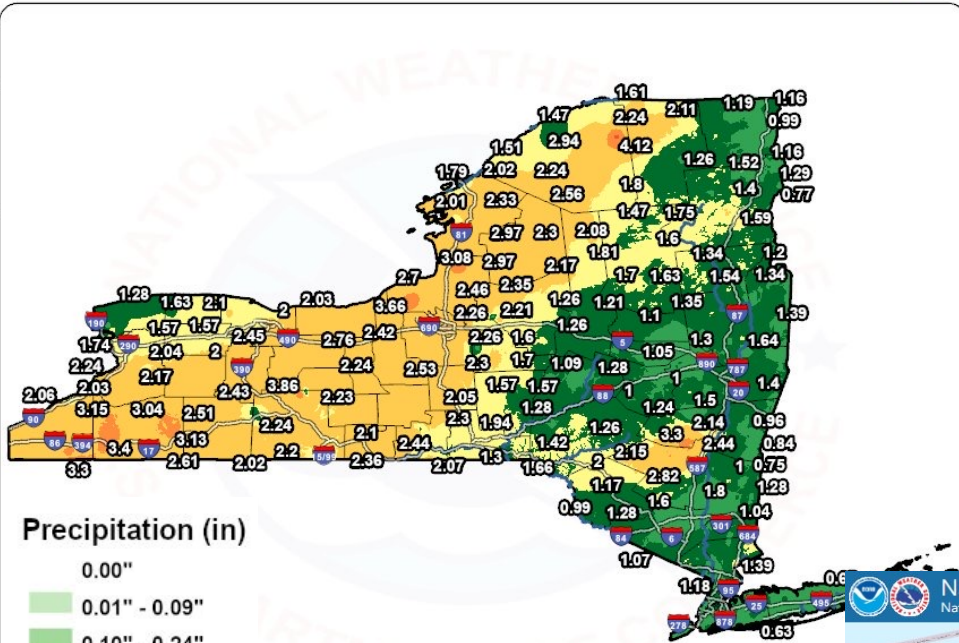 NATIONAL WEATHER
1.61
1.47 2.24 2.11 1.19 1.16
0.99
1.51 2.94 4.12 1.26 1.52 1.16
1.79 2.02 2.24 1.29
2.01 2.33 2.56 1.8 1.4 0.77
1.47 1.75 1.59
81 2.97 2.3 2.08 1.6
3.08 2.97 2.17 1.81 1.34 1.2
2.7 2.46 2.35 1.7 1.63 1.54 1.34
1.28 1.63 2.1 2 2.03 3.66 2.26 2.21 1.26 1.21 1.35 87 1.39
190 1.57 1.57 2.45 490 2.76 2.42 690 2.26 1.6 1.26 1.1
1.74 290 2.04 2 5 1.05 1.3 1.64
2.24 2.17 390 2.24 2.53 2.3 1.7 1.09 1.28 890 787
2.06 2.03 2.43 3.86 2.23 2.05 1.57 1.57 88 1 1 20 1.4
90 3.15 3.04 2.51 2.24 2.3 1.94 1.28 1.24 1.5 0.96
86 394 3.4 17 3.13 2.1 2.44 1.42 1.26 3.3 2.14 2.44 0.84
3.3 2.61 2.02 2.2 15/99 2.36 2.07 1.3 1.66 2 2.15 587 1 0.75
1.17 2.82 1.8 1.28
0.99 1.28 1.6 301 1.04
84 6 684
1.07 1.39
1.18 95 25 495
278 878 0.63
Precipitation (in)
0.00"
0.01" - 0.09"
0.10" - 0.24"